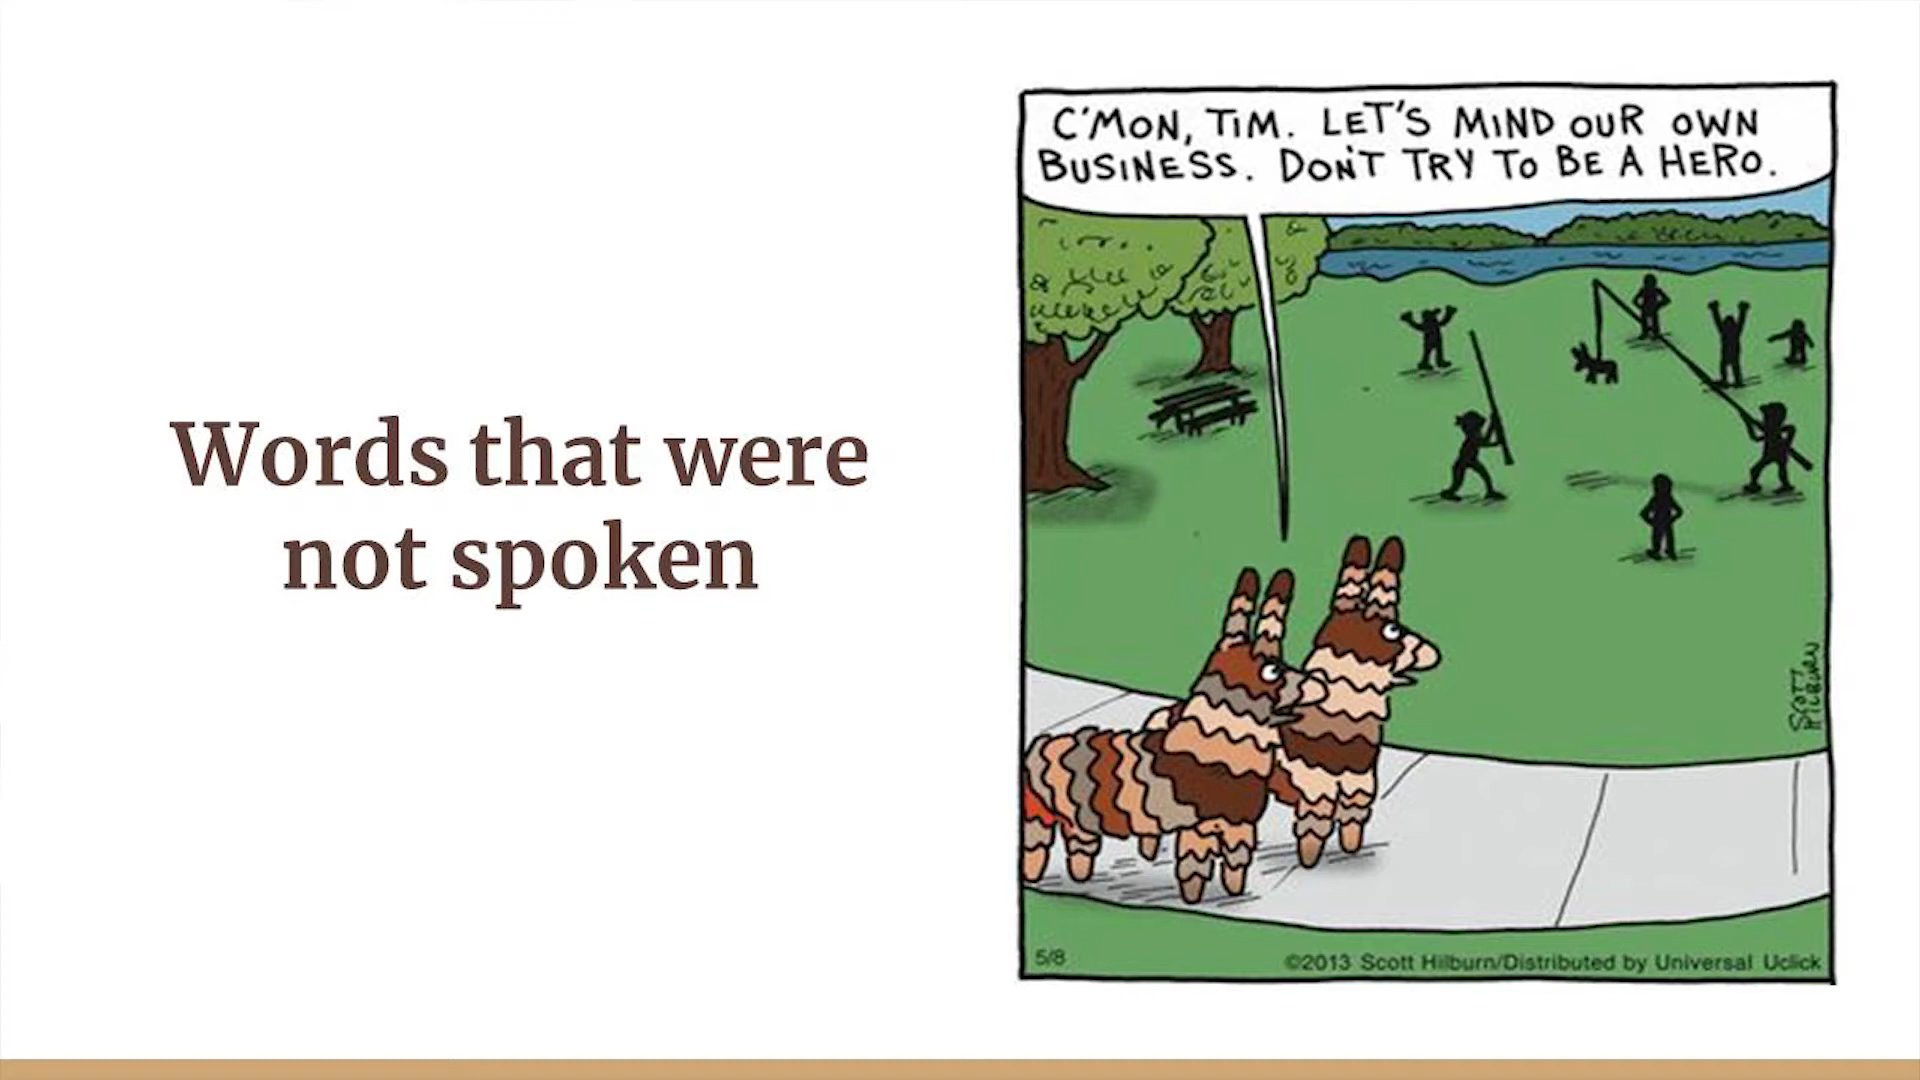 Words that were
not spoken
C'MON, TIM. LET'S MIND OUR OWN
BUSINESS. DON'T TRY TO BE A HERO.
SCOTT
HILBURN
5/8
©2013 Scott Hilburn/Distributed by Universal Uclick